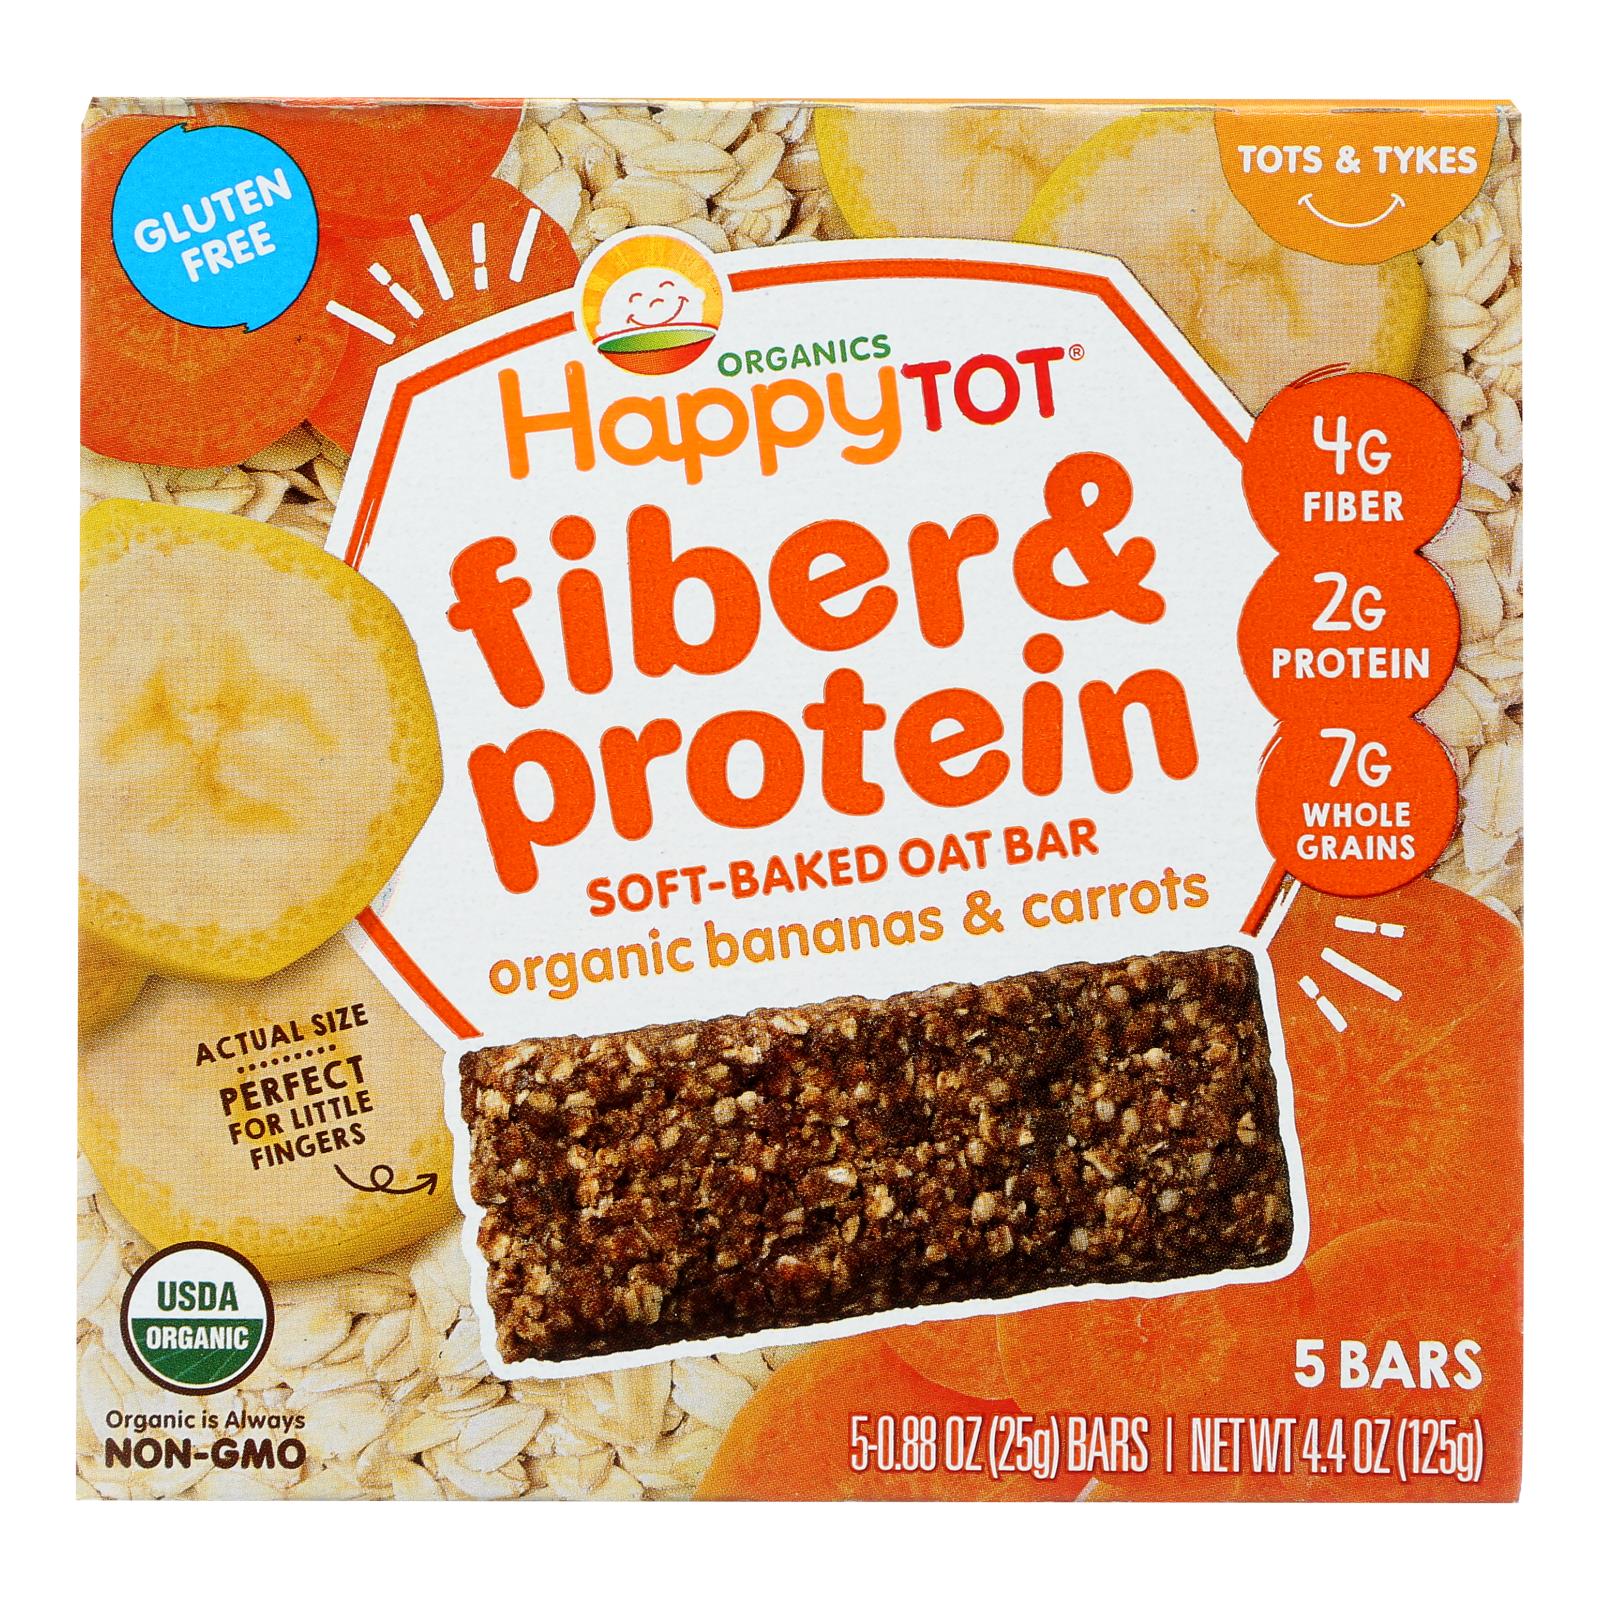 GLUTEN
FREE
TOTS & TYKES
ORGANICS
HappyTOT®
fiber &
protein
SOFT-BAKED OAT BAR
organic bananas & carrots
4G
FIBER
2G
PROTEIN
7G
WHOLE
GRAINS
ACTUAL SIZE
PERFECT
FOR LITTLE
FINGERS
USDA
ORGANIC
Organic is Always
NON-GMO
5 BARS
5-0.88 OZ (25g) BARS | NET WT 4.4 OZ (125g)